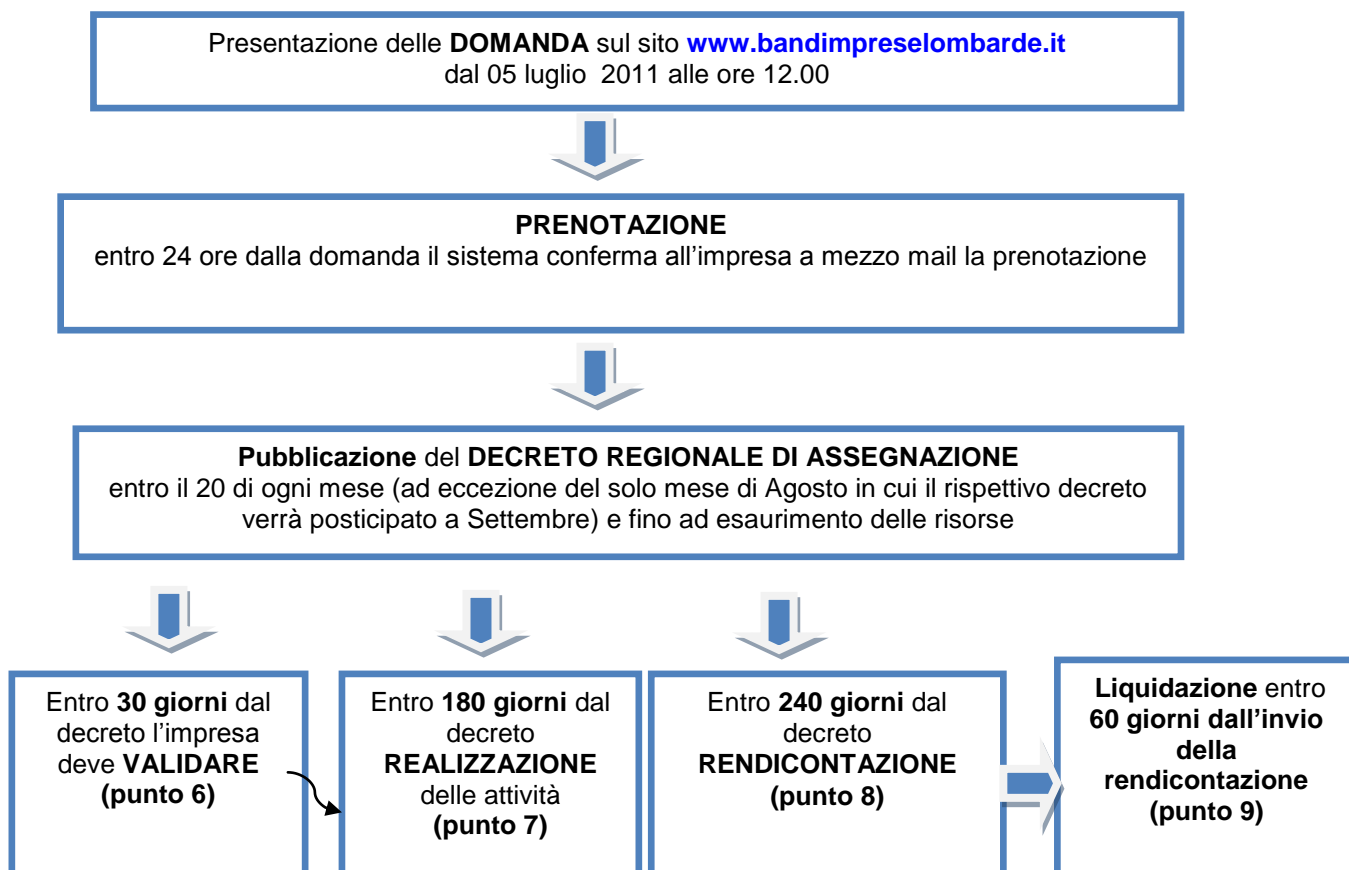 Presentazione delle DOMANDA sul sito www.bandimpreselombarde.it
dal 05 luglio 2011 alle ore 12.00
PRENOTAZIONE
entro 24 ore dalla domanda il sistema conferma all'impresa a mezzo mail la prenotazione
Pubblicazione del DECRETO REGIONALE DI ASSEGNAZIONE
entro il 20 di ogni mese (ad eccezione del solo mese di Agosto in cui il rispettivo decreto
verrà posticipato a Settembre) e fino ad esaurimento delle risorse
Entro 30 giorni dal
decreto l'impresa
deve VALIDARE
(punto 6)
Entro 180 giorni dal
decreto
REALIZZAZIONE
delle attività
(punto 7)
Entro 240 giorni dal
decreto
RENDICONTAZIONE
(punto 8)
Liquidazione entro
60 giorni dall'invio
della
rendicontazione
(punto 9)